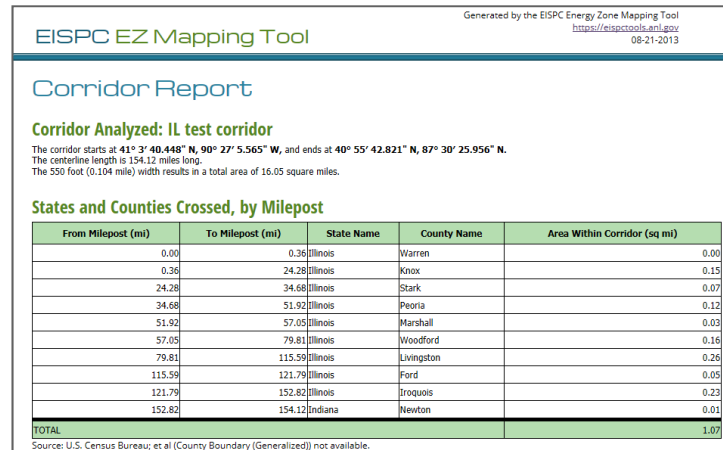 EISPC EZ Mapping Tool
Generated by the EISPC Energy Zone Mapping Tool
https://eispctools.anl.gov
08-21-2013
Corridor Report
Corridor Analyzed: IL test corridor
The corridor starts at 41° 3' 40.448" N, 90° 27' 5.565" W, and ends at 40° 55' 42.821" N, 87° 30' 25.956" N.
The centerline length is 154.12 miles long.
The 550 foot (0.104 mile) width results in a total area of 16.05 square miles.
States and Counties Crossed, by Milepost
From Milepost (mi) To Milepost (mi) State Name County Name Area Within Corridor (sq mi)
0.00 0.36 Illinois Warren 0.00
0.36 24.28 Illinois Knox 0.15
24.28 34.68 Illinois Stark 0.07
34.68 51.92 Illinois Peoria 0.12
51.92 57.05 Illinois Marshall 0.03
57.05 79.81 Illinois Woodford 0.16
79.81 115.59 Illinois Livingston 0.26
115.59 121.79 Illinois Ford 0.05
121.79 152.82 Illinois Iroquois 0.23
152.82 154.12 Indiana Newton 0.01
TOTAL 1.07
Source: U.S. Census Bureau; et al (County Boundary (Generalized)) not available.